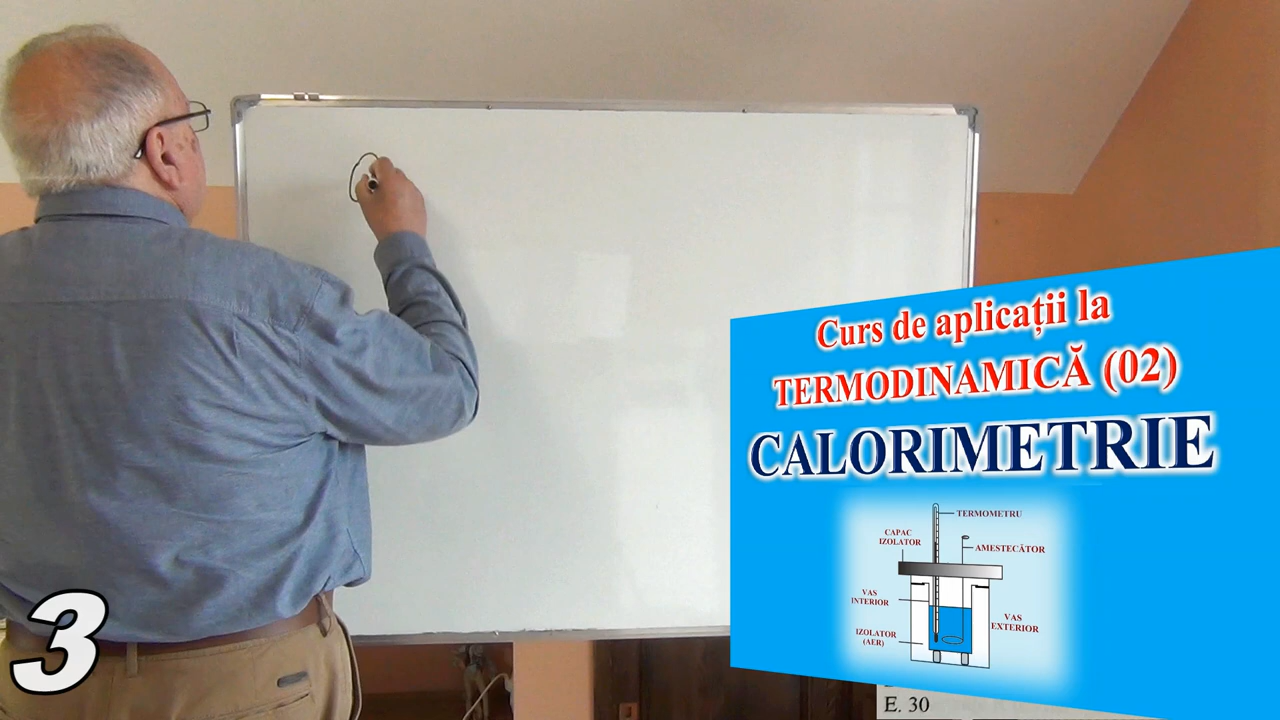 Curs de aplicații la
TERMODINAMICĂ (02)
CALORIMETRIE
TERMOMETRU
CAPAC
IZOLATOR
AMESTECĂTOR
VAS
INTERIOR
VAS
EXTERIOR
IZOLATOR
(AER)
3
E. 30